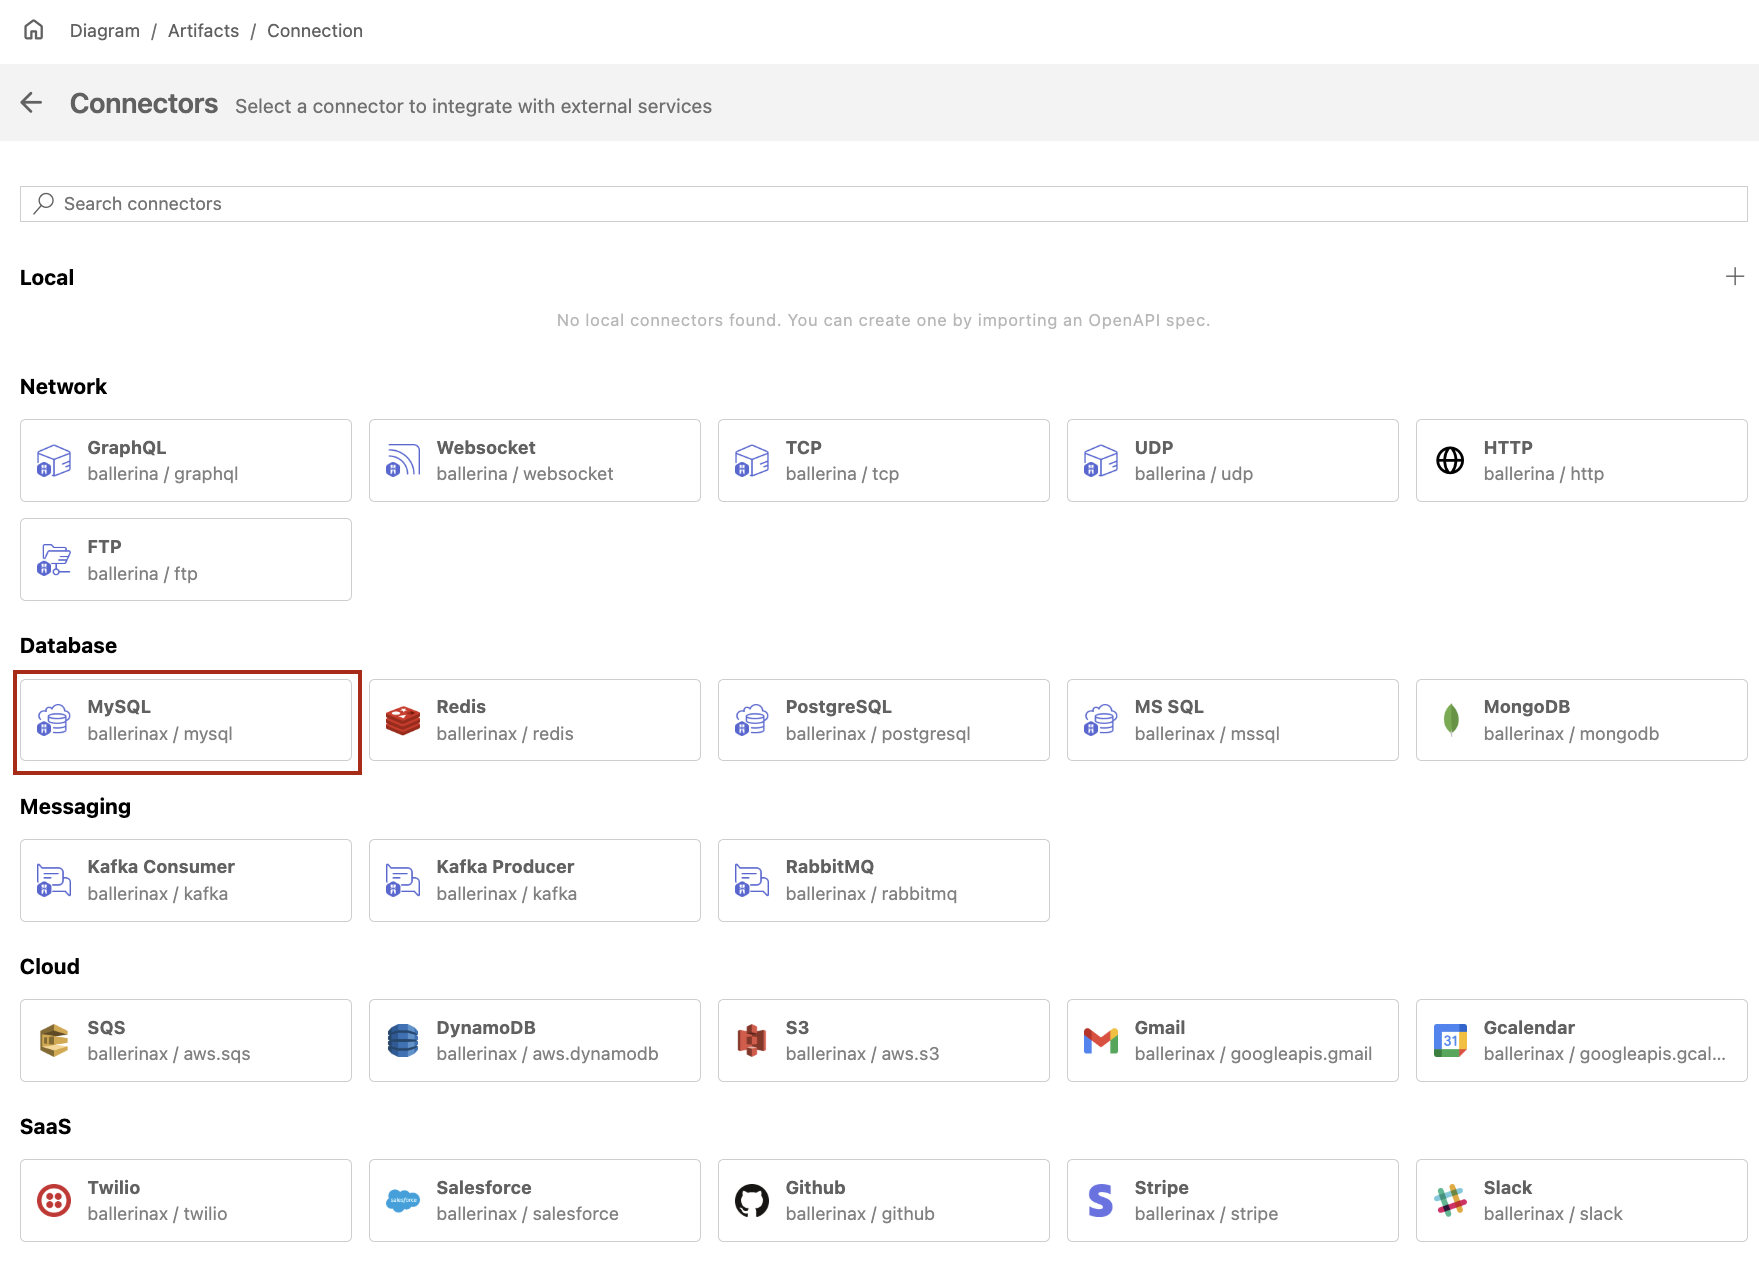 Diagram / Artifacts / Connection
Connectors Select a connector to integrate with external services
Search connectors
Local
No local connectors found. You can create one by importing an OpenAPI spec.
Network
GraphQL
ballerina / graphql
Websocket
ballerina / websocket
TCP
ballerina / tcp
UDP
ballerina / udp
HTTP
ballerina / http
FTP
ballerina / ftp
Database
MySQL
ballerinax / mysql
Redis
ballerinax / redis
PostgreSQL
ballerinax / postgresql
MS SQL
ballerinax / mssql
MongoDB
ballerinax / mongodb
Messaging
Kafka Consumer
ballerinax / kafka
Kafka Producer
ballerinax / kafka
RabbitMQ
ballerinax / rabbitmq
Cloud
SQS
ballerinax / aws.sqs
DynamoDB
ballerinax / aws.dynamodb
S3
ballerinax / aws.s3
Gmail
ballerinax / googleapis.gmail
31
Gcalendar
ballerinax / googleapis.gcal...
SaaS
Twilio
ballerinax / twilio
salesforce
Salesforce
ballerinax / salesforce
Github
ballerinax / github
S
Stripe
ballerinax / stripe
Slack
ballerinax / slack